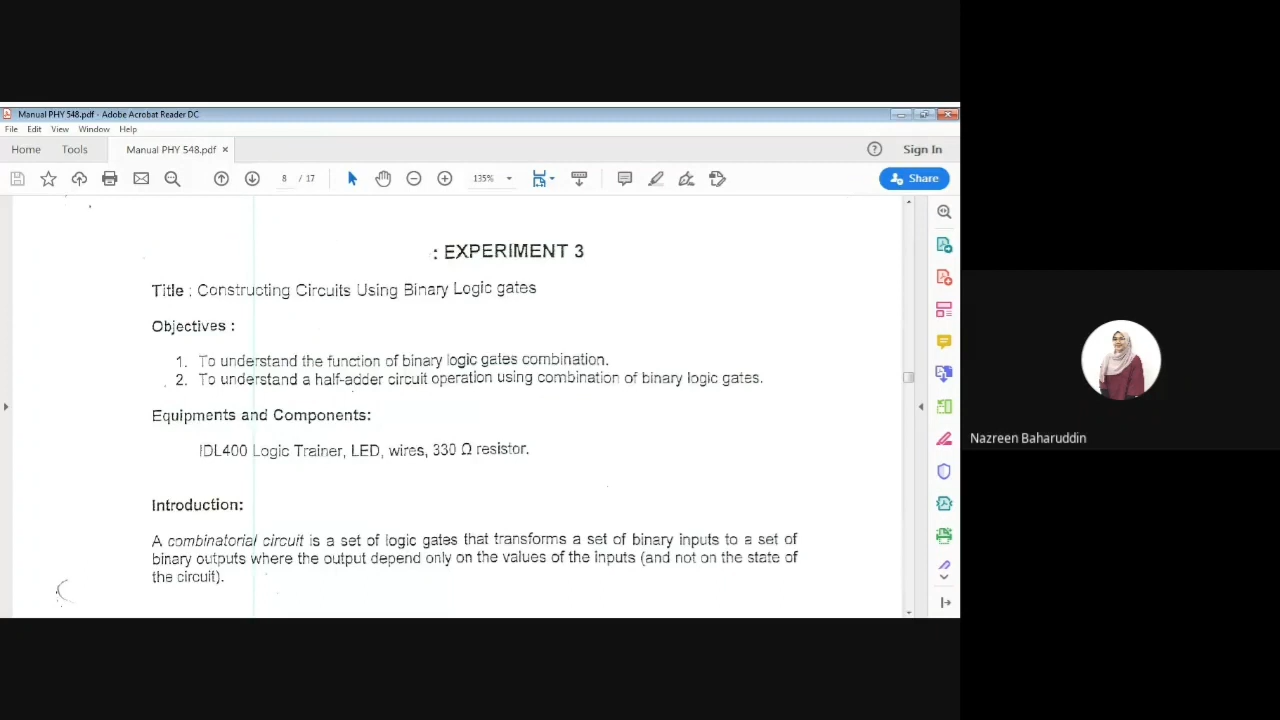 Manual PHY 548.pdf - Adobe Acrobat Reader DC
File Edit View Window Help
Home Tools Manual PHY 548.pdf × Sign In
8 / 17 135% Share
: EXPERIMENT 3
Title : Constructing Circuits Using Binary Logic gates
Objectives :
1. To understand the function of binary logic gates combination.
2. To understand a half-adder circuit operation using combination of binary logic gates.
Equipments and Components:
IDL400 Logic Trainer, LED, wires, 330 Ω resistor.
Introduction:
A combinatorial circuit is a set of logic gates that transforms a set of binary inputs to a set of
binary outputs where the output depend only on the values of the inputs (and not on the state of
the circuit).
Nazreen Baharuddin